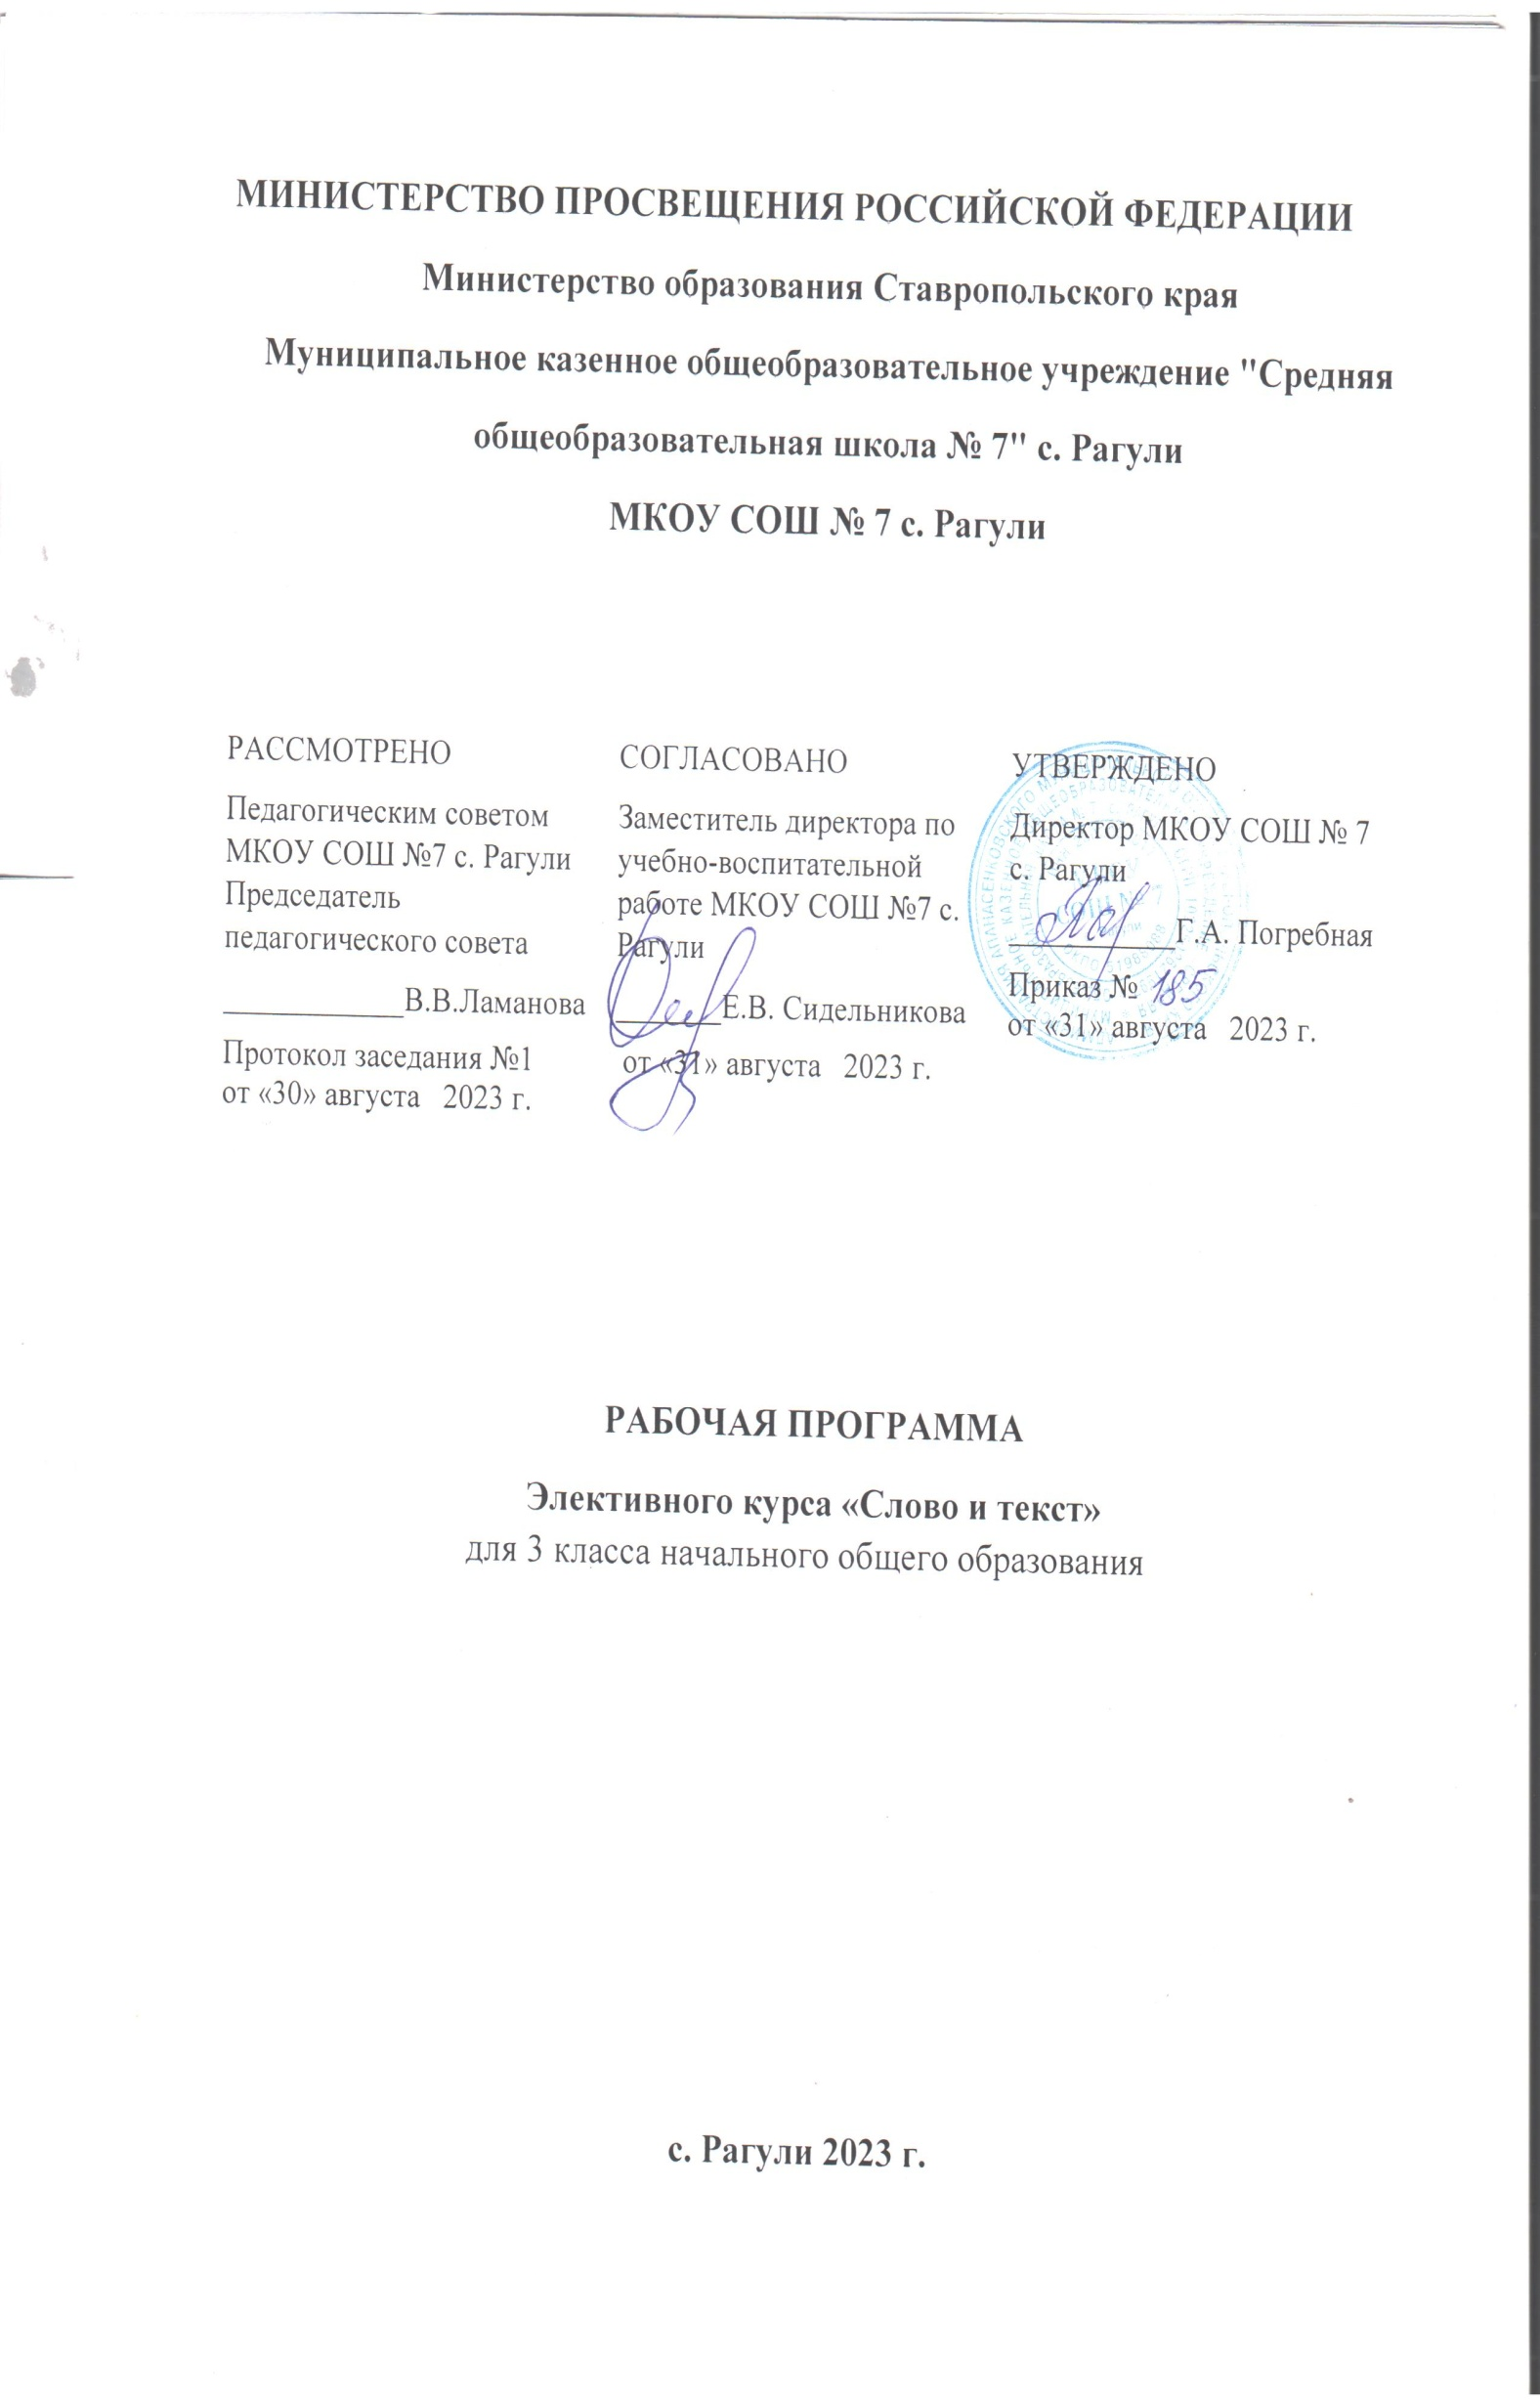 МИНИСТЕРСТВО ПРОСВЕЩЕНИЯ РОССИЙСКОЙ ФЕДЕРАЦИИ
Министерство образования Ставропольского края
Муниципальное казенное общеобразовательное учреждение "Средняя
общеобразовательная школа № 7" с. Рагули
МКОУ СОШ № 7 с. Рагули
РАССМОТРЕНО
Педагогическим советом
МКОУ СОШ №7 с. Рагули
Председатель
педагогического совета
____________В.В.Ламанова
Протокол заседания №1
от «30» августа 2023 г.
СОГЛАСОВАНО
Заместитель директора по
учебно-воспитательной
работе МКОУ СОШ №7 с.
Рагули
_______Е.В. Сидельникова
от «31» августа 2023 г.
УТВЕРЖДЕНО
Директор МКОУ СОШ № 7
с. Рагули
___________Г.А. Погребная
Приказ № 185
от «31» августа 2023 г.
РАБОЧАЯ ПРОГРАММА
Элективного курса «Слово и текст»
для 3 класса начального общего образования
с. Рагули 2023 г.